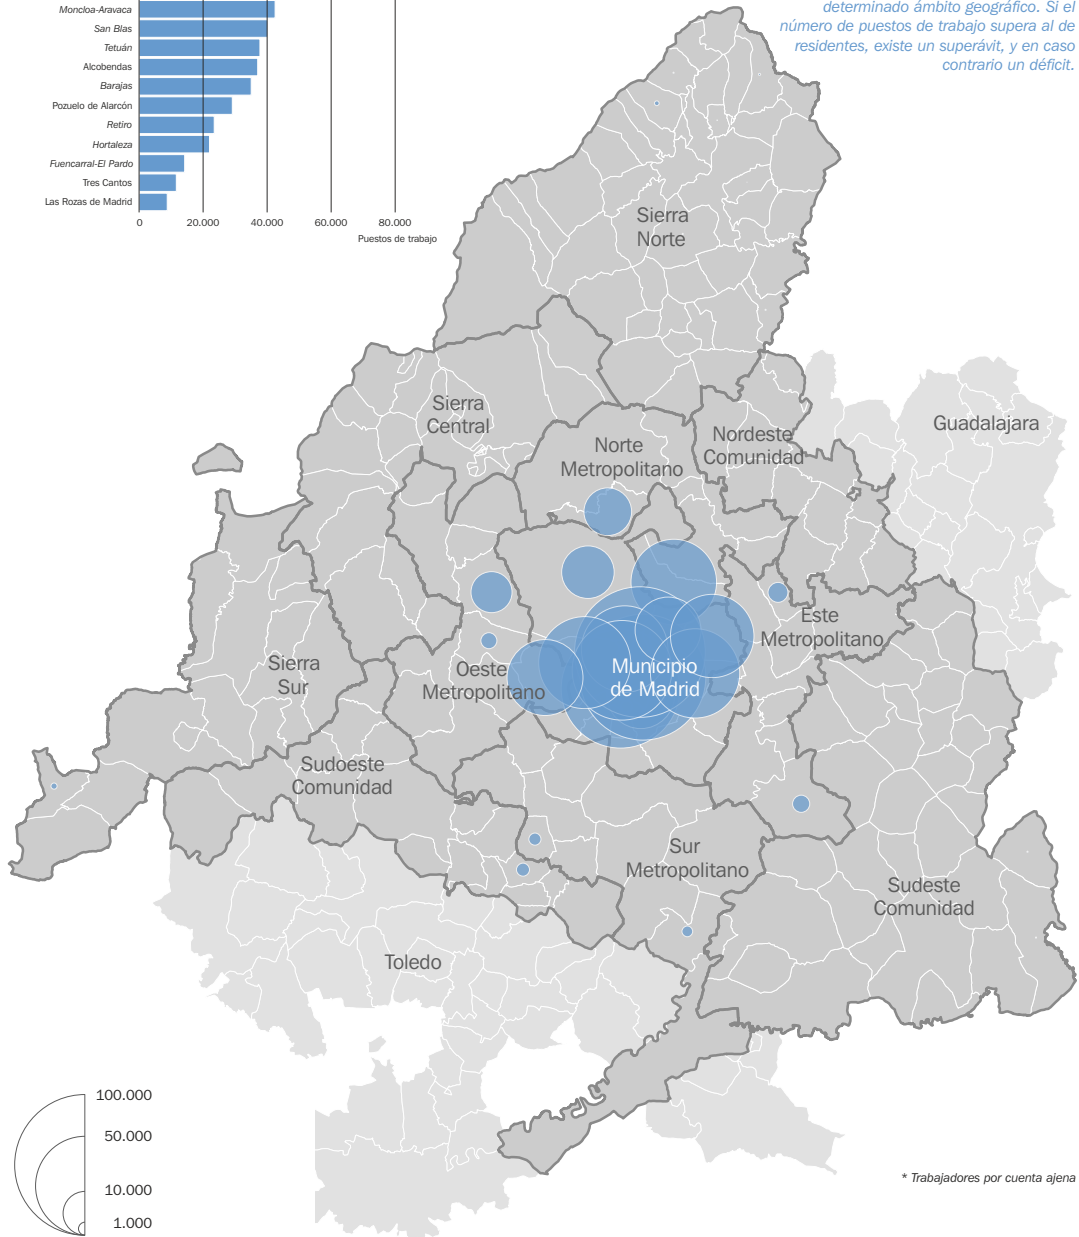 determinado ámbito geográfico. Si el
número de puestos de trabajo supera al de
residentes, existe un superávit, y en caso
contrario un déficit.
Moncloa-Aravaca
San Blas
Tetuán
Alcobendas
Barajas
Pozuelo de Alarcón
Retiro
Hortaleza
Fuencarral-El Pardo
Tres Cantos
Las Rozas de Madrid
0 20.000 40.000 60.000 80.000
Puestos de trabajo
Sierra
Norte
Sierra
Central
Norte
Metropolitano
Nordeste
Comunidad
Guadalajara
Este
Metropolitano
Sierra
Sur
Oeste
Metropolitano
Municipio
de Madrid
Sudoeste
Comunidad
Sur
Metropolitano
Sudeste
Comunidad
Toledo
100.000
50.000
10.000
1.000
* Trabajadores por cuenta ajena